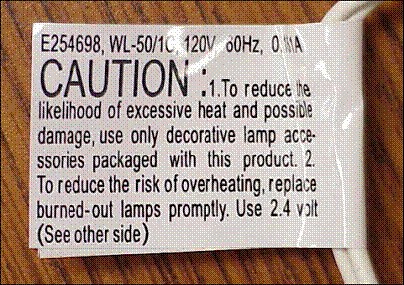 E254698, WL-50/1C, 120V 60Hz, A
CAUTION :1.To reduce the
likelihood of excessive heat and possible
damage, use only decorative lamp acce-
ssories packaged with this product. 2.
To reduce the risk of overheating, replace
burned-out lamps promptly. Use 2.4 volt
(See other side)